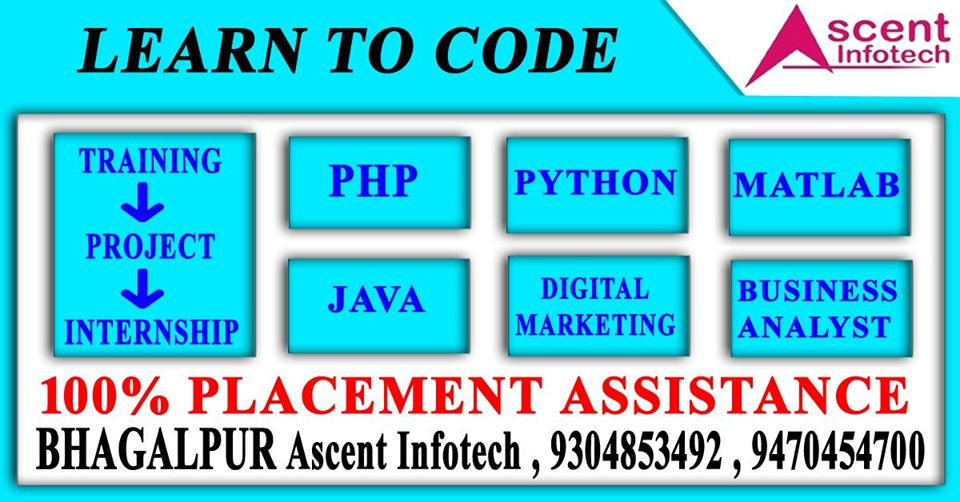 LEARN TO CODE
Ascent
Infotech
TRAINING
PROJECT
INTERNSHIP
PHP
PYTHON
MATLAB
JAVA
DIGITAL
MARKETING
BUSINESS
ANALYST
100% PLACEMENT ASSISTANCE
BHAGALPUR Ascent Infotech , 9304853492 , 9470454700